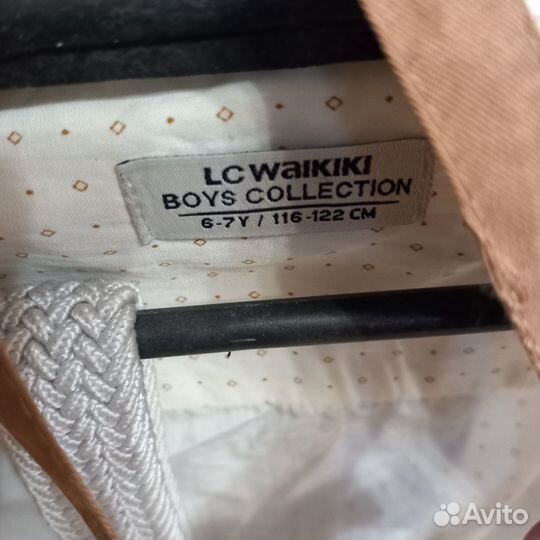 LC WAIKIKI
BOYS COLLECTION
6-7Y / 116-122 CM
Avito